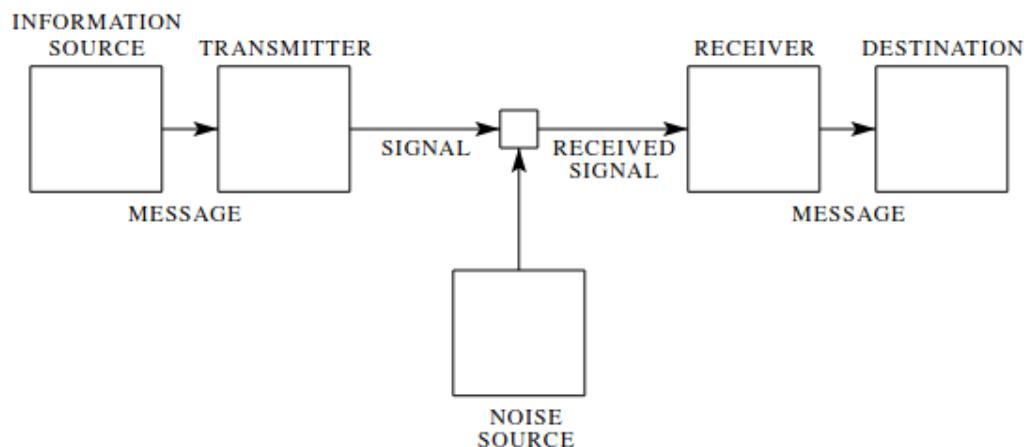 INFORMATION
SOURCE
TRANSMITTER
RECEIVER
DESTINATION
SIGNAL
RECEIVED
SIGNAL
MESSAGE
MESSAGE
NOISE
SOURCE